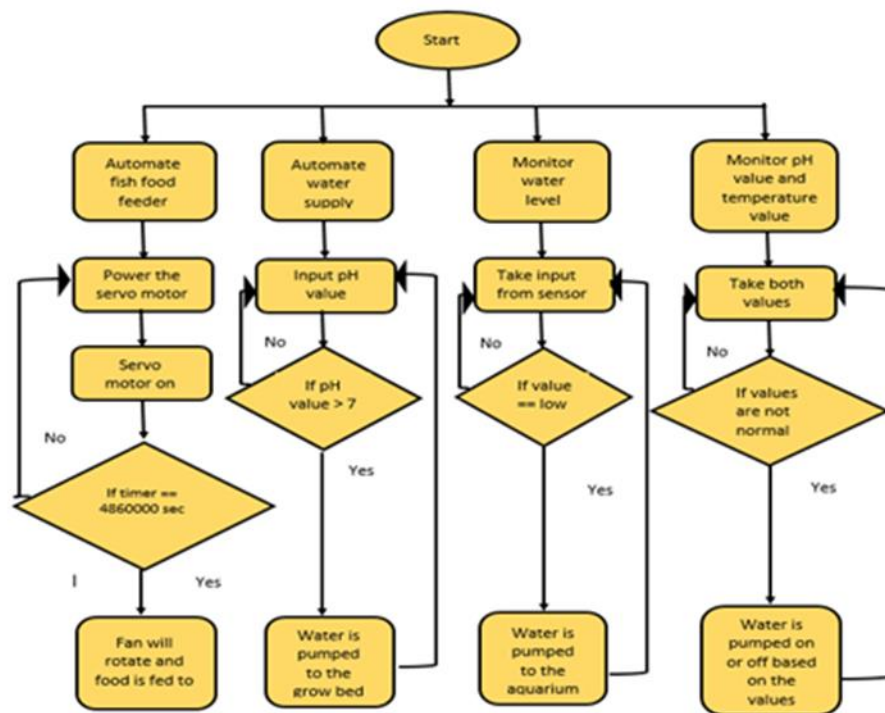 Start
Automate
fish food
feeder
Power the
servo motor
Servo
motor on
No
If timer ==
4860000 sec
Yes
Fan will
rotate and
food is fed to
Automate
water
supply
Input pH
value
No
If pH
value > 7
Yes
Water is
pumped
to the
grow bed
Monitor
water
level
Take input
from sensor
No
If value
== low
Yes
Water is
pumped
to the
aquarium
Monitor pH
value and
temperature
value
Take both
values
No
If values
are not
normal
Yes
Water is
pumped on
or off based
on the
values